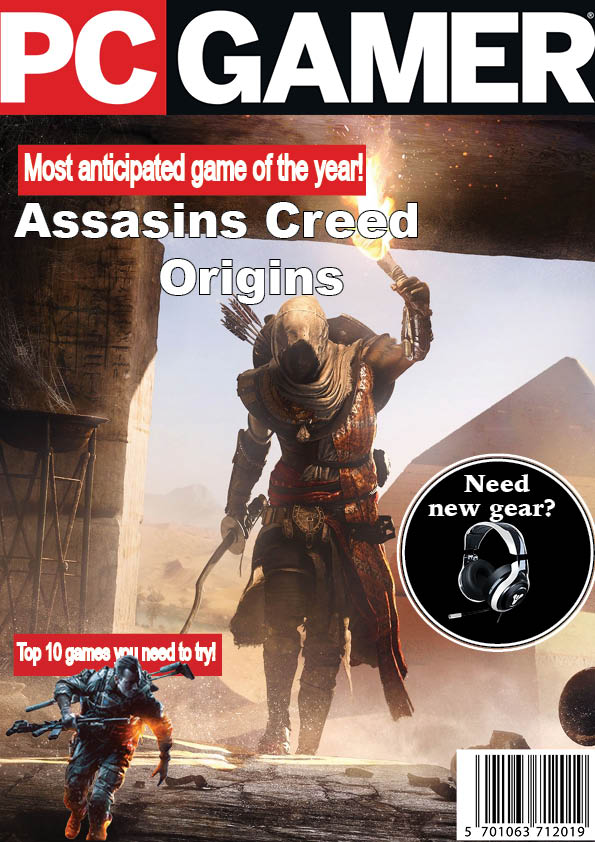 PC GAMER®
Most anticipated game of the year!
Assasins Creed
Origins
Need
new gear?
Top 10 games you need to try!
5 701063 712019